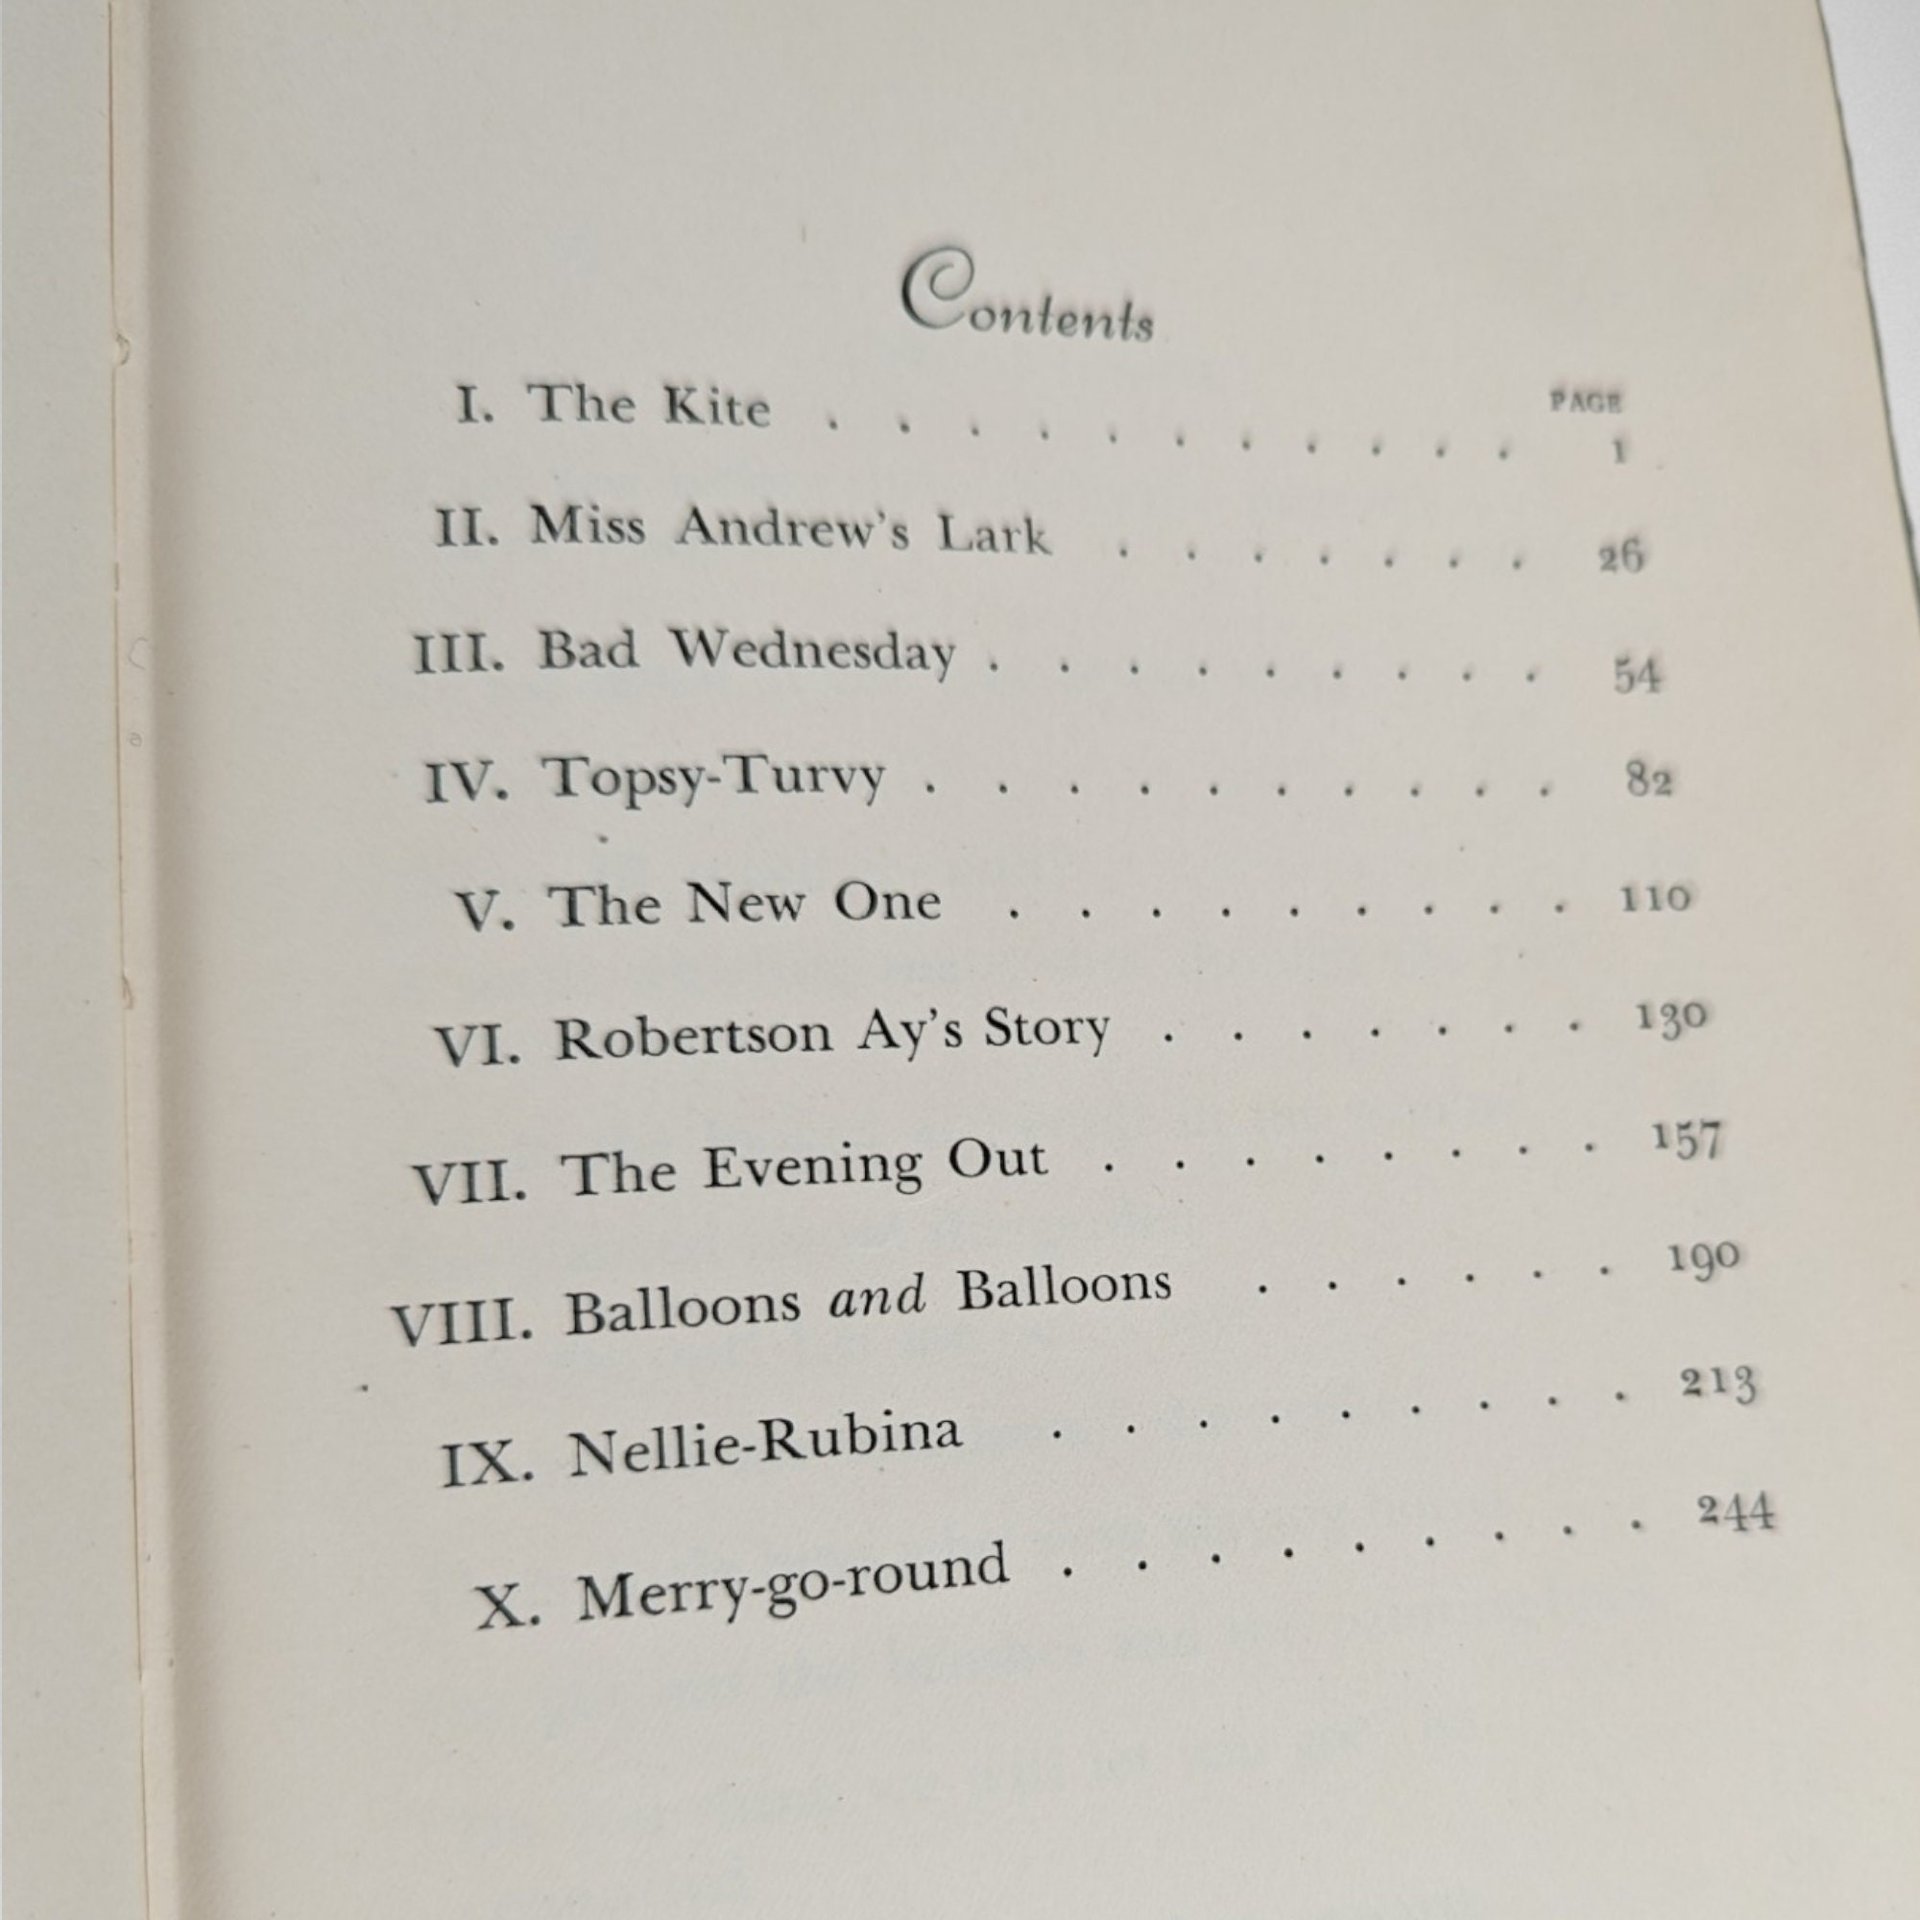 Contents
PAGE
I. The Kite . . . . . . . . . . . 1
II. Miss Andrew's Lark . . . . . . . 26
III. Bad Wednesday . . . . . . . . . 54
IV. Topsy-Turvy . . . . . . . . . . 82
V. The New One . . . . . . . . . 110
VI. Robertson Ay's Story . . . . . . . 130
VII. The Evening Out . . . . . . . . 157
VIII. Balloons and Balloons . . . . . . 190
IX. Nellie-Rubina . . . . . . . . . 213
X. Merry-go-round . . . . . . . . . 244